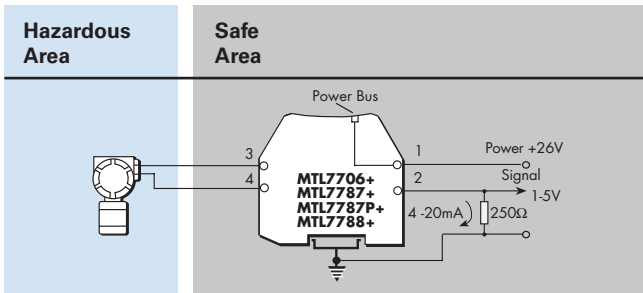 Hazardous
Area
Safe
Area
Power Bus
3
4
1
2
MTL7706+
MTL7787+
MTL7787P+
MTL7788+
Power +26V
Signal
1-5V
4 -20mA
250Ω